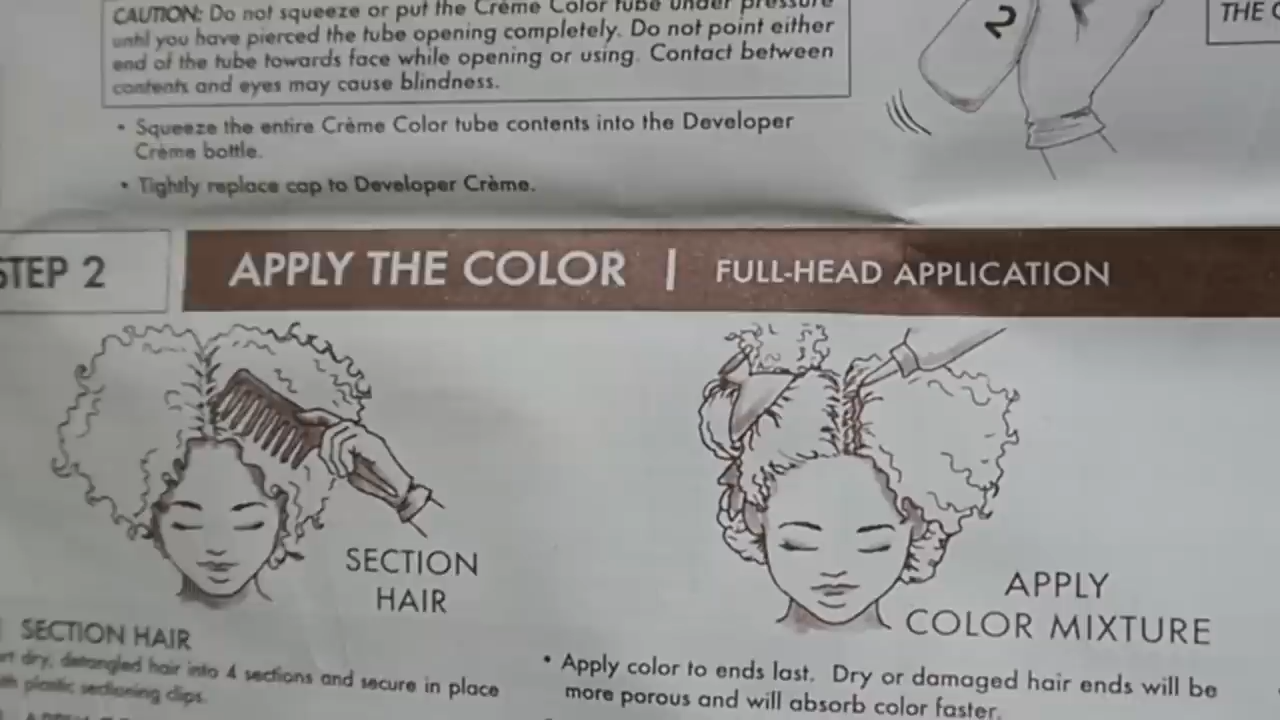 CAUTION: Do not squeeze or put the Crème Color tube under pressure
until you have pierced the tube opening completely. Do not point either
end of the tube towards face while opening or using. Contact between
contents and eyes may cause blindness.
• Squeeze the entire Crème Color tube contents into the Developer
Crème bottle.
• Tightly replace cap to Developer Crème.
2
THE
STEP 2
APPLY THE COLOR | FULL-HEAD APPLICATION
SECTION
HAIR
APPLY
COLOR MIXTURE
SECTION HAIR
dry, detangled hair into 4 sections and secure in place
plastic sectioning clips.
• Apply color to ends last. Dry or damaged hair ends will be
more porous and will absorb color faster.